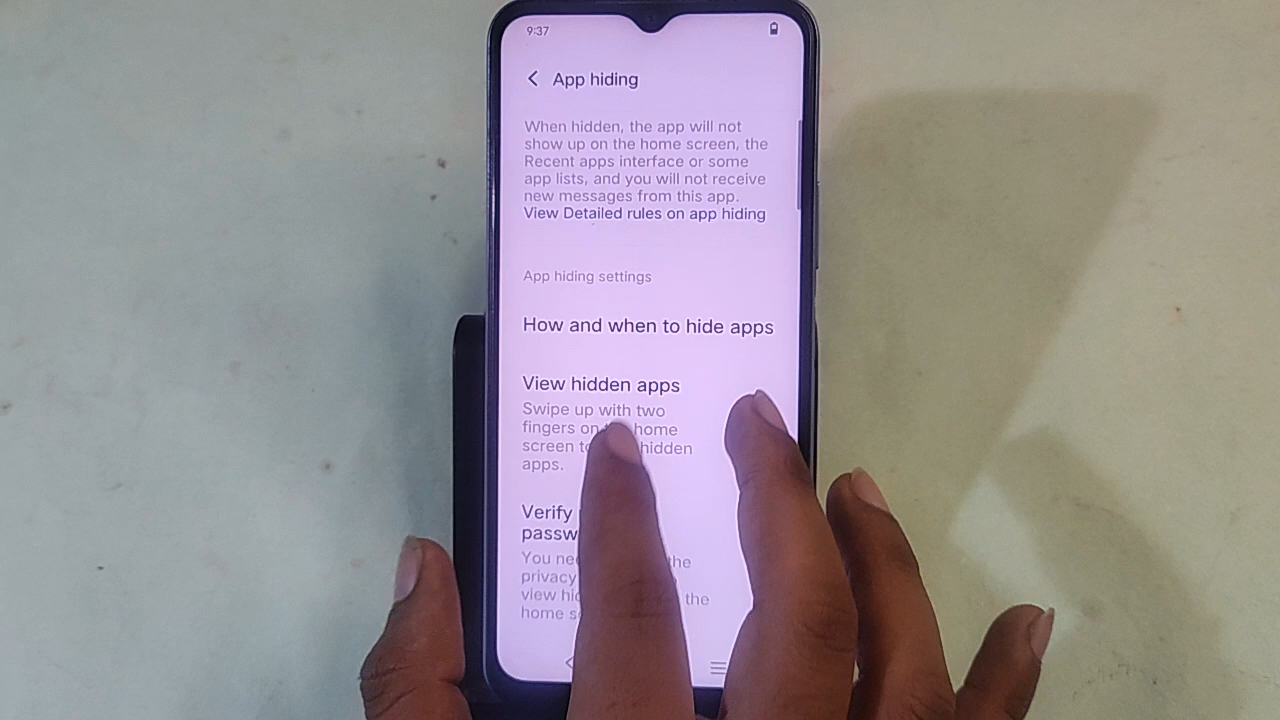 9:37
App hiding
When hidden, the app will not
show up on the home screen, the
Recent apps interface or some
app lists, and you will not receive
new messages from this app.
View Detailed rules on app hiding
App hiding settings
How and when to hide apps
View hidden apps
Swipe up with two
fingers on home
screen hidden
apps.
Verify
You
privacy
view the
home